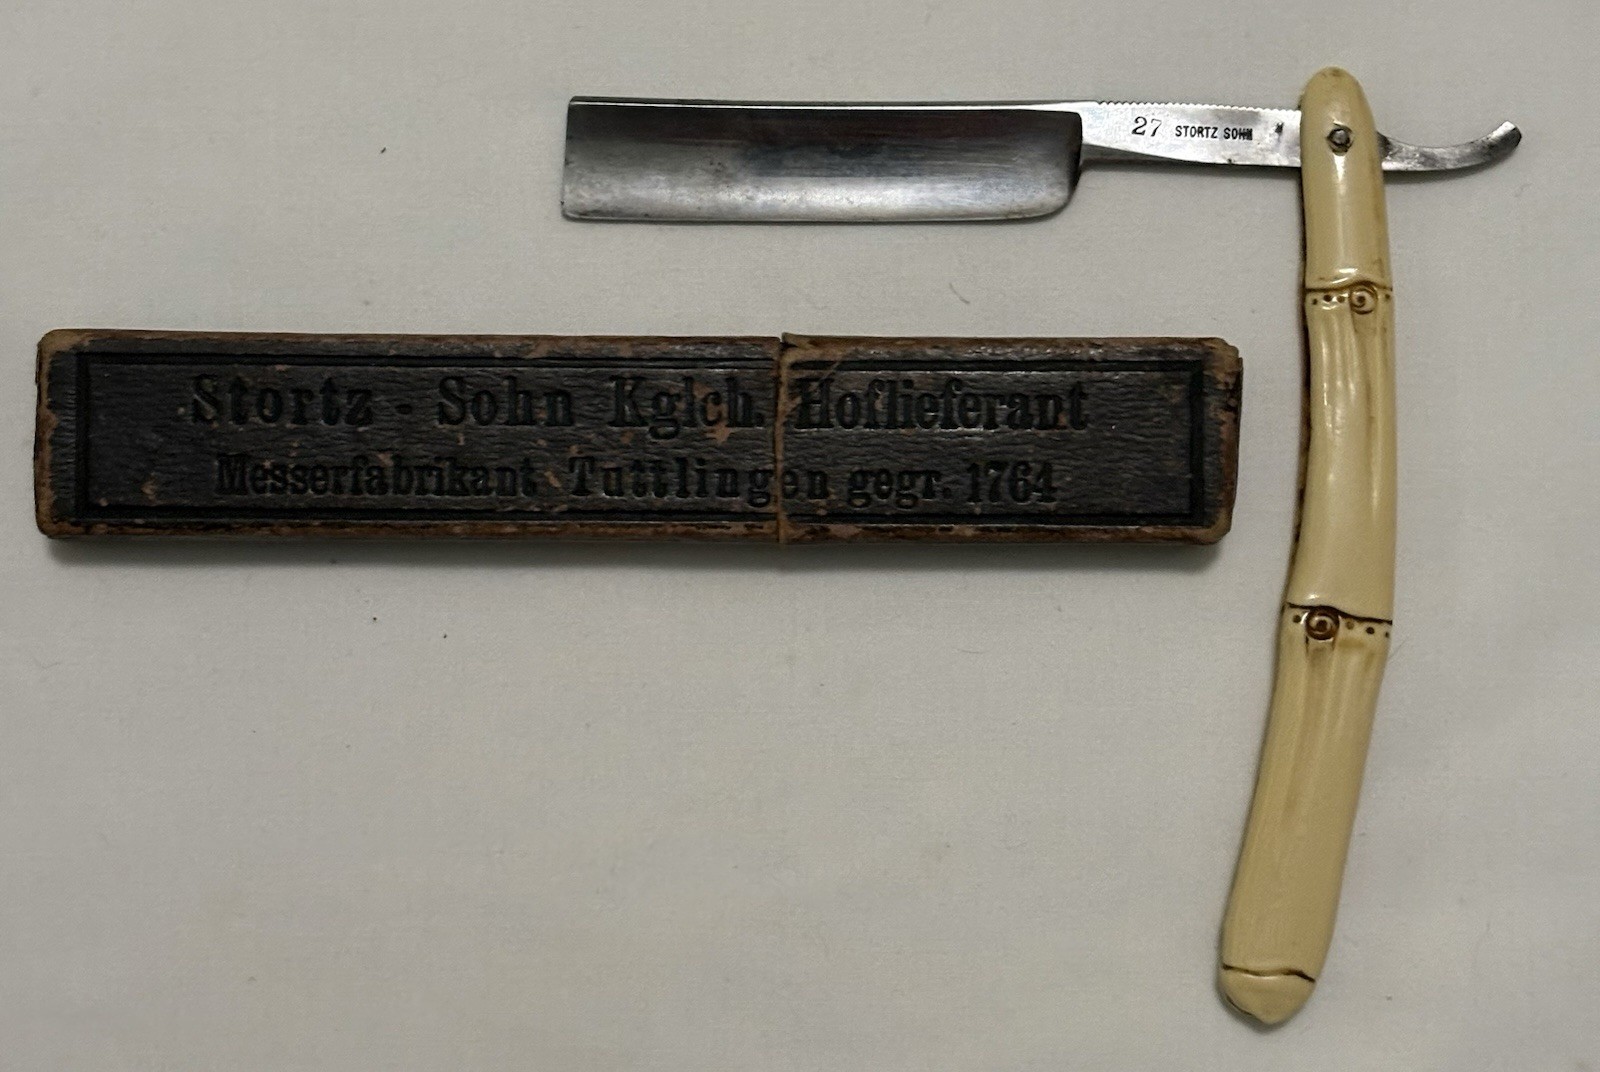 27 STORTZ SOHN
Stortz - Sohn Kglch. Hoflieferant
Messerfabrikant Tuttlingen gegr. 1764